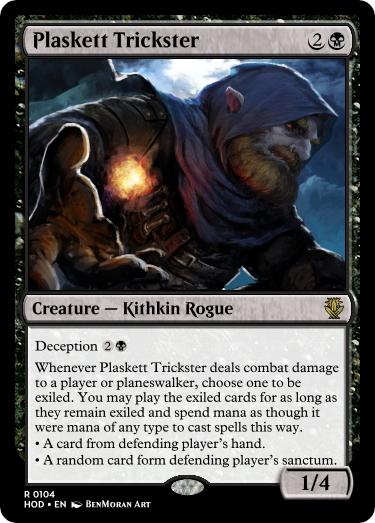 Plaskett Trickster 2
Creature — Kithkin Rogue
Deception 2
Whenever Plaskett Trickster deals combat damage
to a player or planeswalker, choose one to be
exiled. You may play the exiled cards for as long as
they remain exiled and spend mana as though it
were mana of any type to cast spells this way.
• A card from defending player's hand.
• A random card form defending player's sanctum.
1/4
R 0104
HOD • EN BenMoran Art